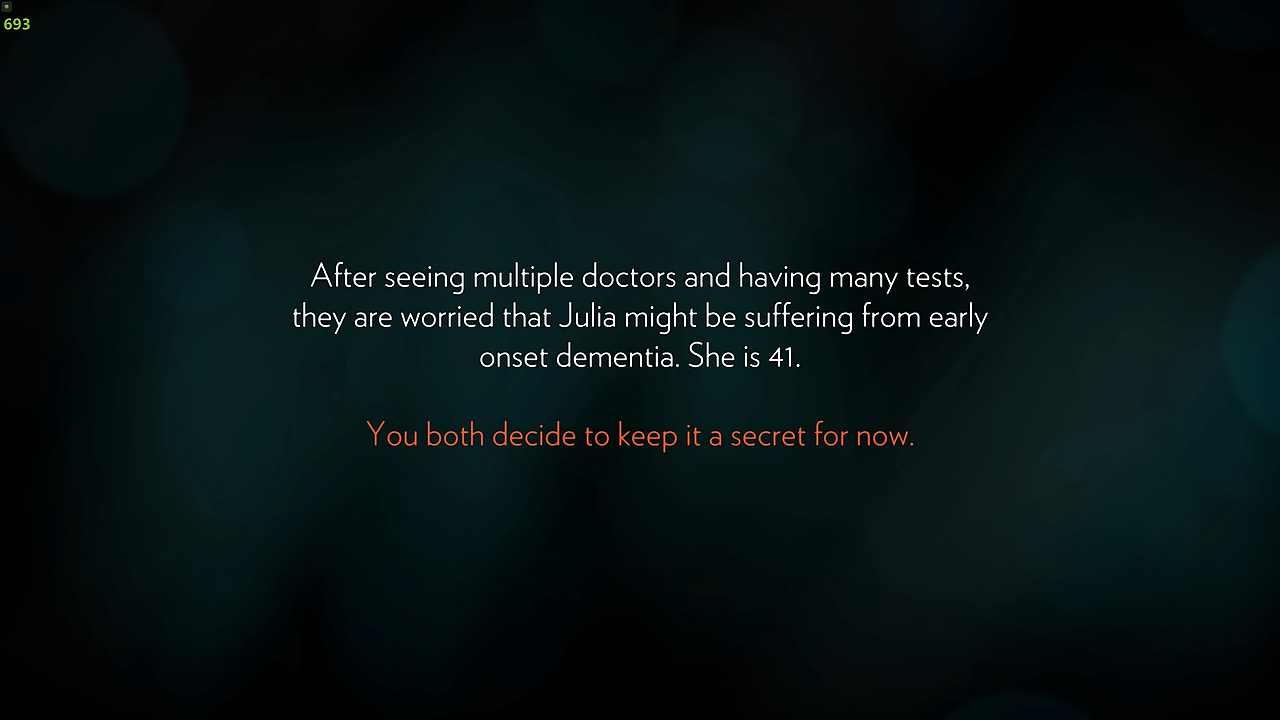 693
After seeing multiple doctors and having many tests,
they are worried that Julia might be suffering from early
onset dementia. She is 41.
You both decide to keep it a secret for now.